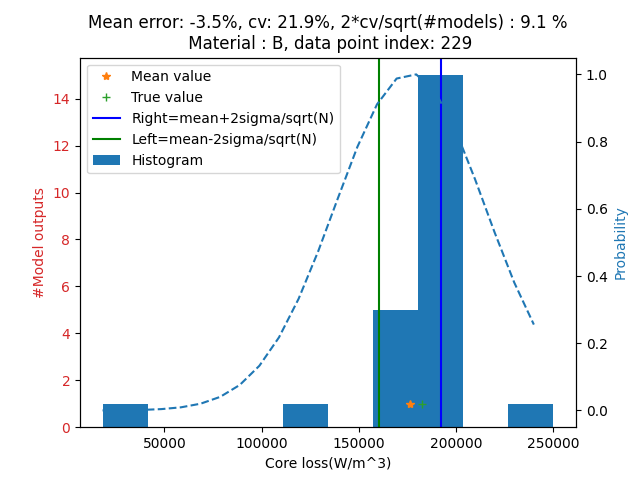 Mean error: -3.5%, cv: 21.9%, 2*cv/sqrt(#models) : 9.1 %
Material : B, data point index: 229
Mean value
True value
Right=mean+2sigma/sqrt(N)
Left=mean-2sigma/sqrt(N)
Histogram
#Model outputs
14
12
10
8
6
4
2
0
1.0
0.8
0.6
0.4
0.2
0.0
Probability
50000 100000 150000 200000 250000
Core loss(W/m^3)